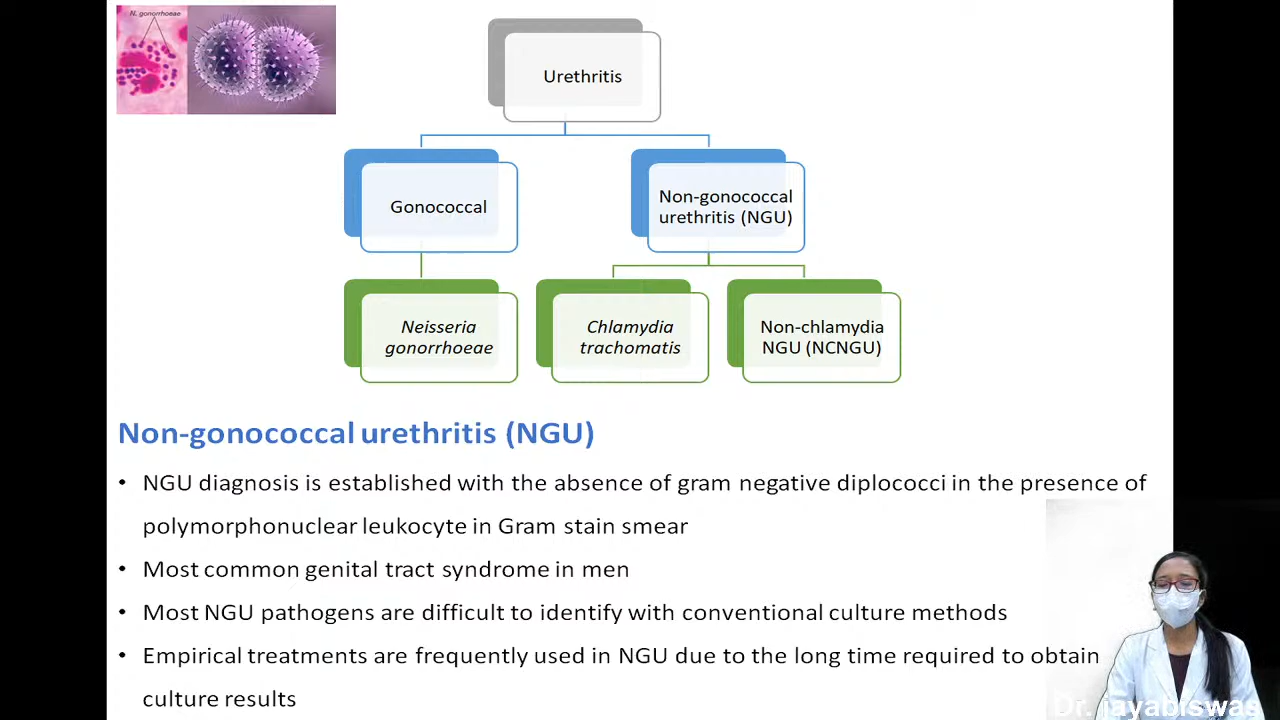 N. gonorrhoeae
Urethritis
Gonococcal
Non-gonococcal
urethritis (NGU)
Neisseria
gonorrhoeae
Chlamydia
trachomatis
Non-chlamydia
NGU (NCNGU)
Non-gonococcal urethritis (NGU)
• NGU diagnosis is established with the absence of gram negative diplococci in the presence of
polymorphonuclear leukocyte in Gram stain smear
• Most common genital tract syndrome in men
• Most NGU pathogens are difficult to identify with conventional culture methods
• Empirical treatments are frequently used in NGU due to the long time required to obtain
culture results
Dr. jayabiswas